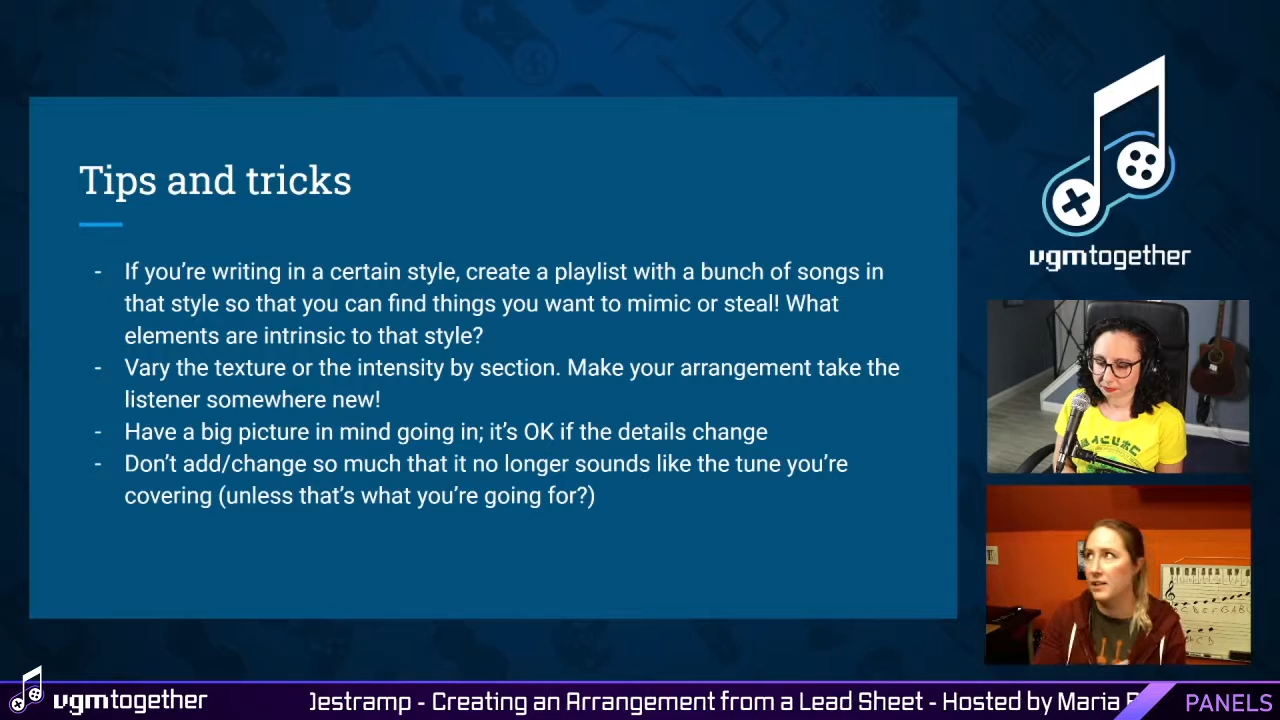 Tips and tricks
- If you’re writing in a certain style, create a playlist with a bunch of songs in
that style so that you can find things you want to mimic or steal! What
elements are intrinsic to that style?
- Vary the texture or the intensity by section. Make your arrangement take the
listener somewhere new!
- Have a big picture in mind going in; it’s OK if the details change
- Don’t add/change so much that it no longer sounds like the tune you’re
covering (unless that’s what you’re going for?)
vgmtogether
vgmtogether
Jestramp - Creating an Arrangement from a Lead Sheet - Hosted by Maria
PANELS